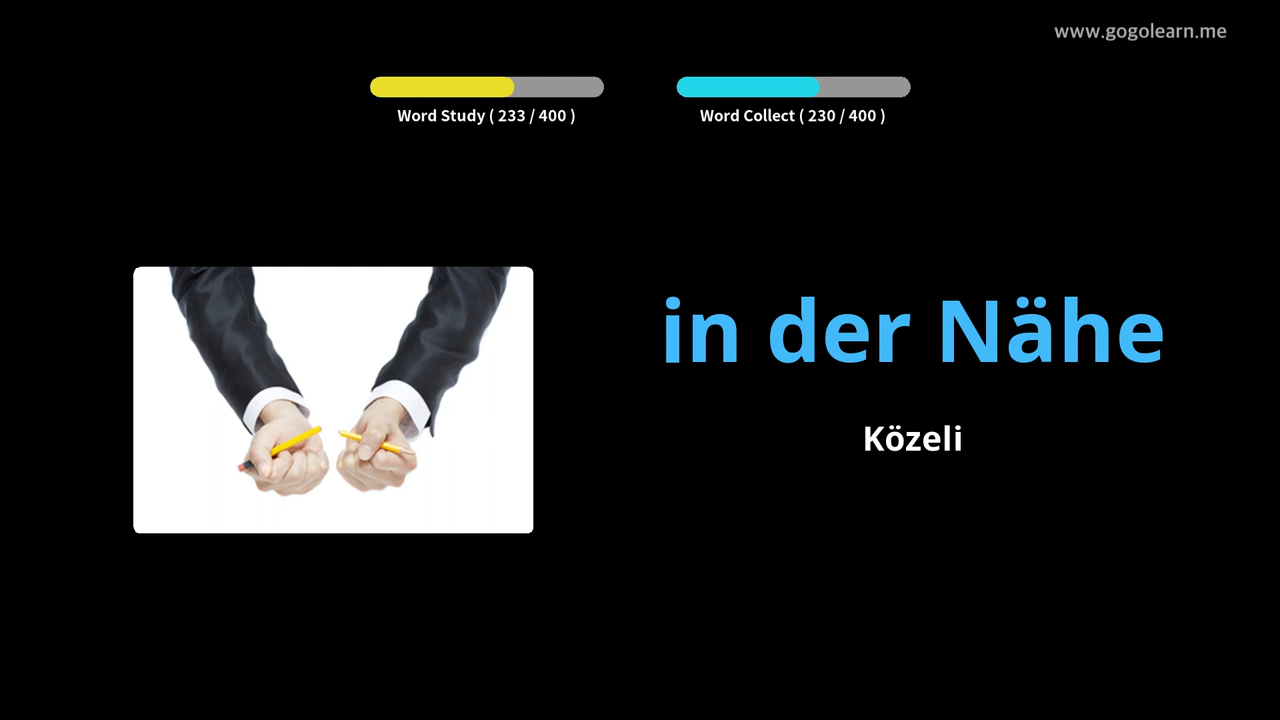 www.gogolearn.me
Word Study ( 233 / 400 )
Word Collect ( 230 / 400 )
in der Nähe
Közeli